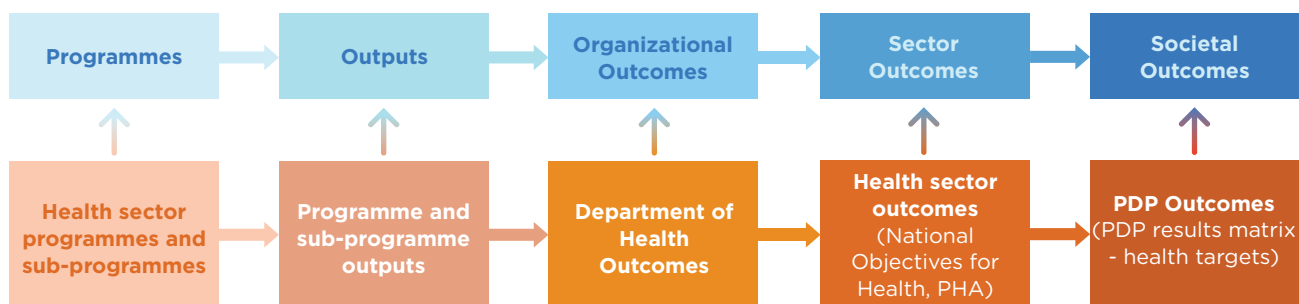 Programmes
Outputs
Organizational
Outcomes
Sector
Outcomes
Societal
Outcomes
Health sector
programmes and
sub-programmes
Programme and
sub-programme
outputs
Department of
Health
Outcomes
Health sector
outcomes
(National
Objectives for
Health, PHA)
PDP Outcomes
(PDP results matrix
- health targets)